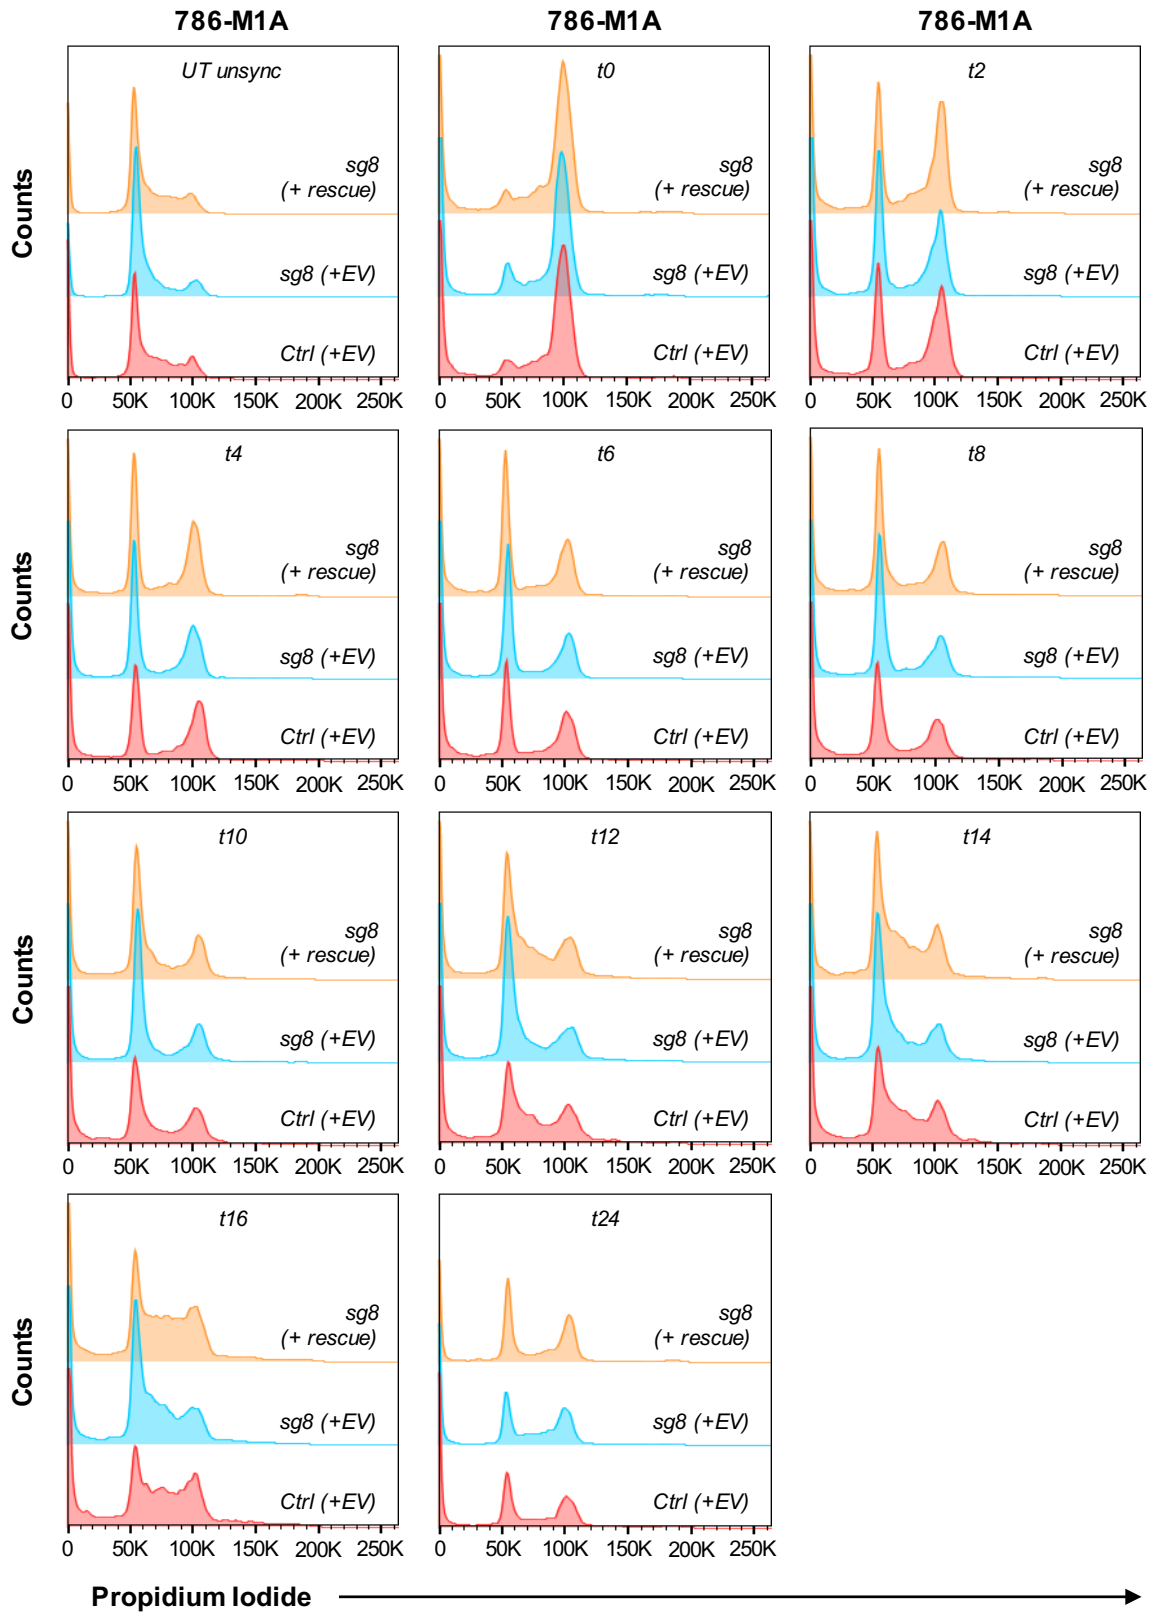 786-M1A 786-M1A 786-M1A
Counts
UT unsync
sg8
(+ rescue)
sg8 (+EV)
Ctrl (+EV)
0 50K 100K 150K 200K 250K
t0
sg8
(+ rescue)
sg8 (+EV)
Ctrl (+EV)
0 50K 100K 150K 200K 250K
t2
sg8
(+ rescue)
sg8 (+EV)
Ctrl (+EV)
0 50K 100K 150K 200K 250K
Counts
t4
sg8
(+ rescue)
sg8 (+EV)
Ctrl (+EV)
0 50K 100K 150K 200K 250K
t6
sg8
(+ rescue)
sg8 (+EV)
Ctrl (+EV)
0 50K 100K 150K 200K 250K
t8
sg8
(+ rescue)
sg8 (+EV)
Ctrl (+EV)
0 50K 100K 150K 200K 250K
Counts
t10
sg8
(+ rescue)
sg8 (+EV)
Ctrl (+EV)
0 50K 100K 150K 200K 250K
t12
sg8
(+ rescue)
sg8 (+EV)
Ctrl (+EV)
0 50K 100K 150K 200K 250K
t14
sg8
(+ rescue)
sg8 (+EV)
Ctrl (+EV)
0 50K 100K 150K 200K 250K
Counts
t16
sg8
(+ rescue)
sg8 (+EV)
Ctrl (+EV)
0 50K 100K 150K 200K 250K
t24
sg8
(+ rescue)
sg8 (+EV)
Ctrl (+EV)
0 50K 100K 150K 200K 250K
Propidium Iodide